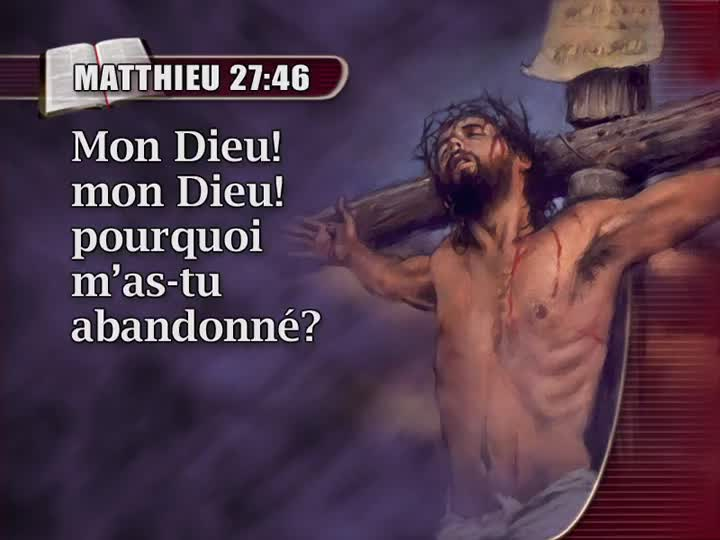 MATTHIEU 27:46
Mon Dieu!
mon Dieu!
pourquoi
m’as-tu
abandonné?